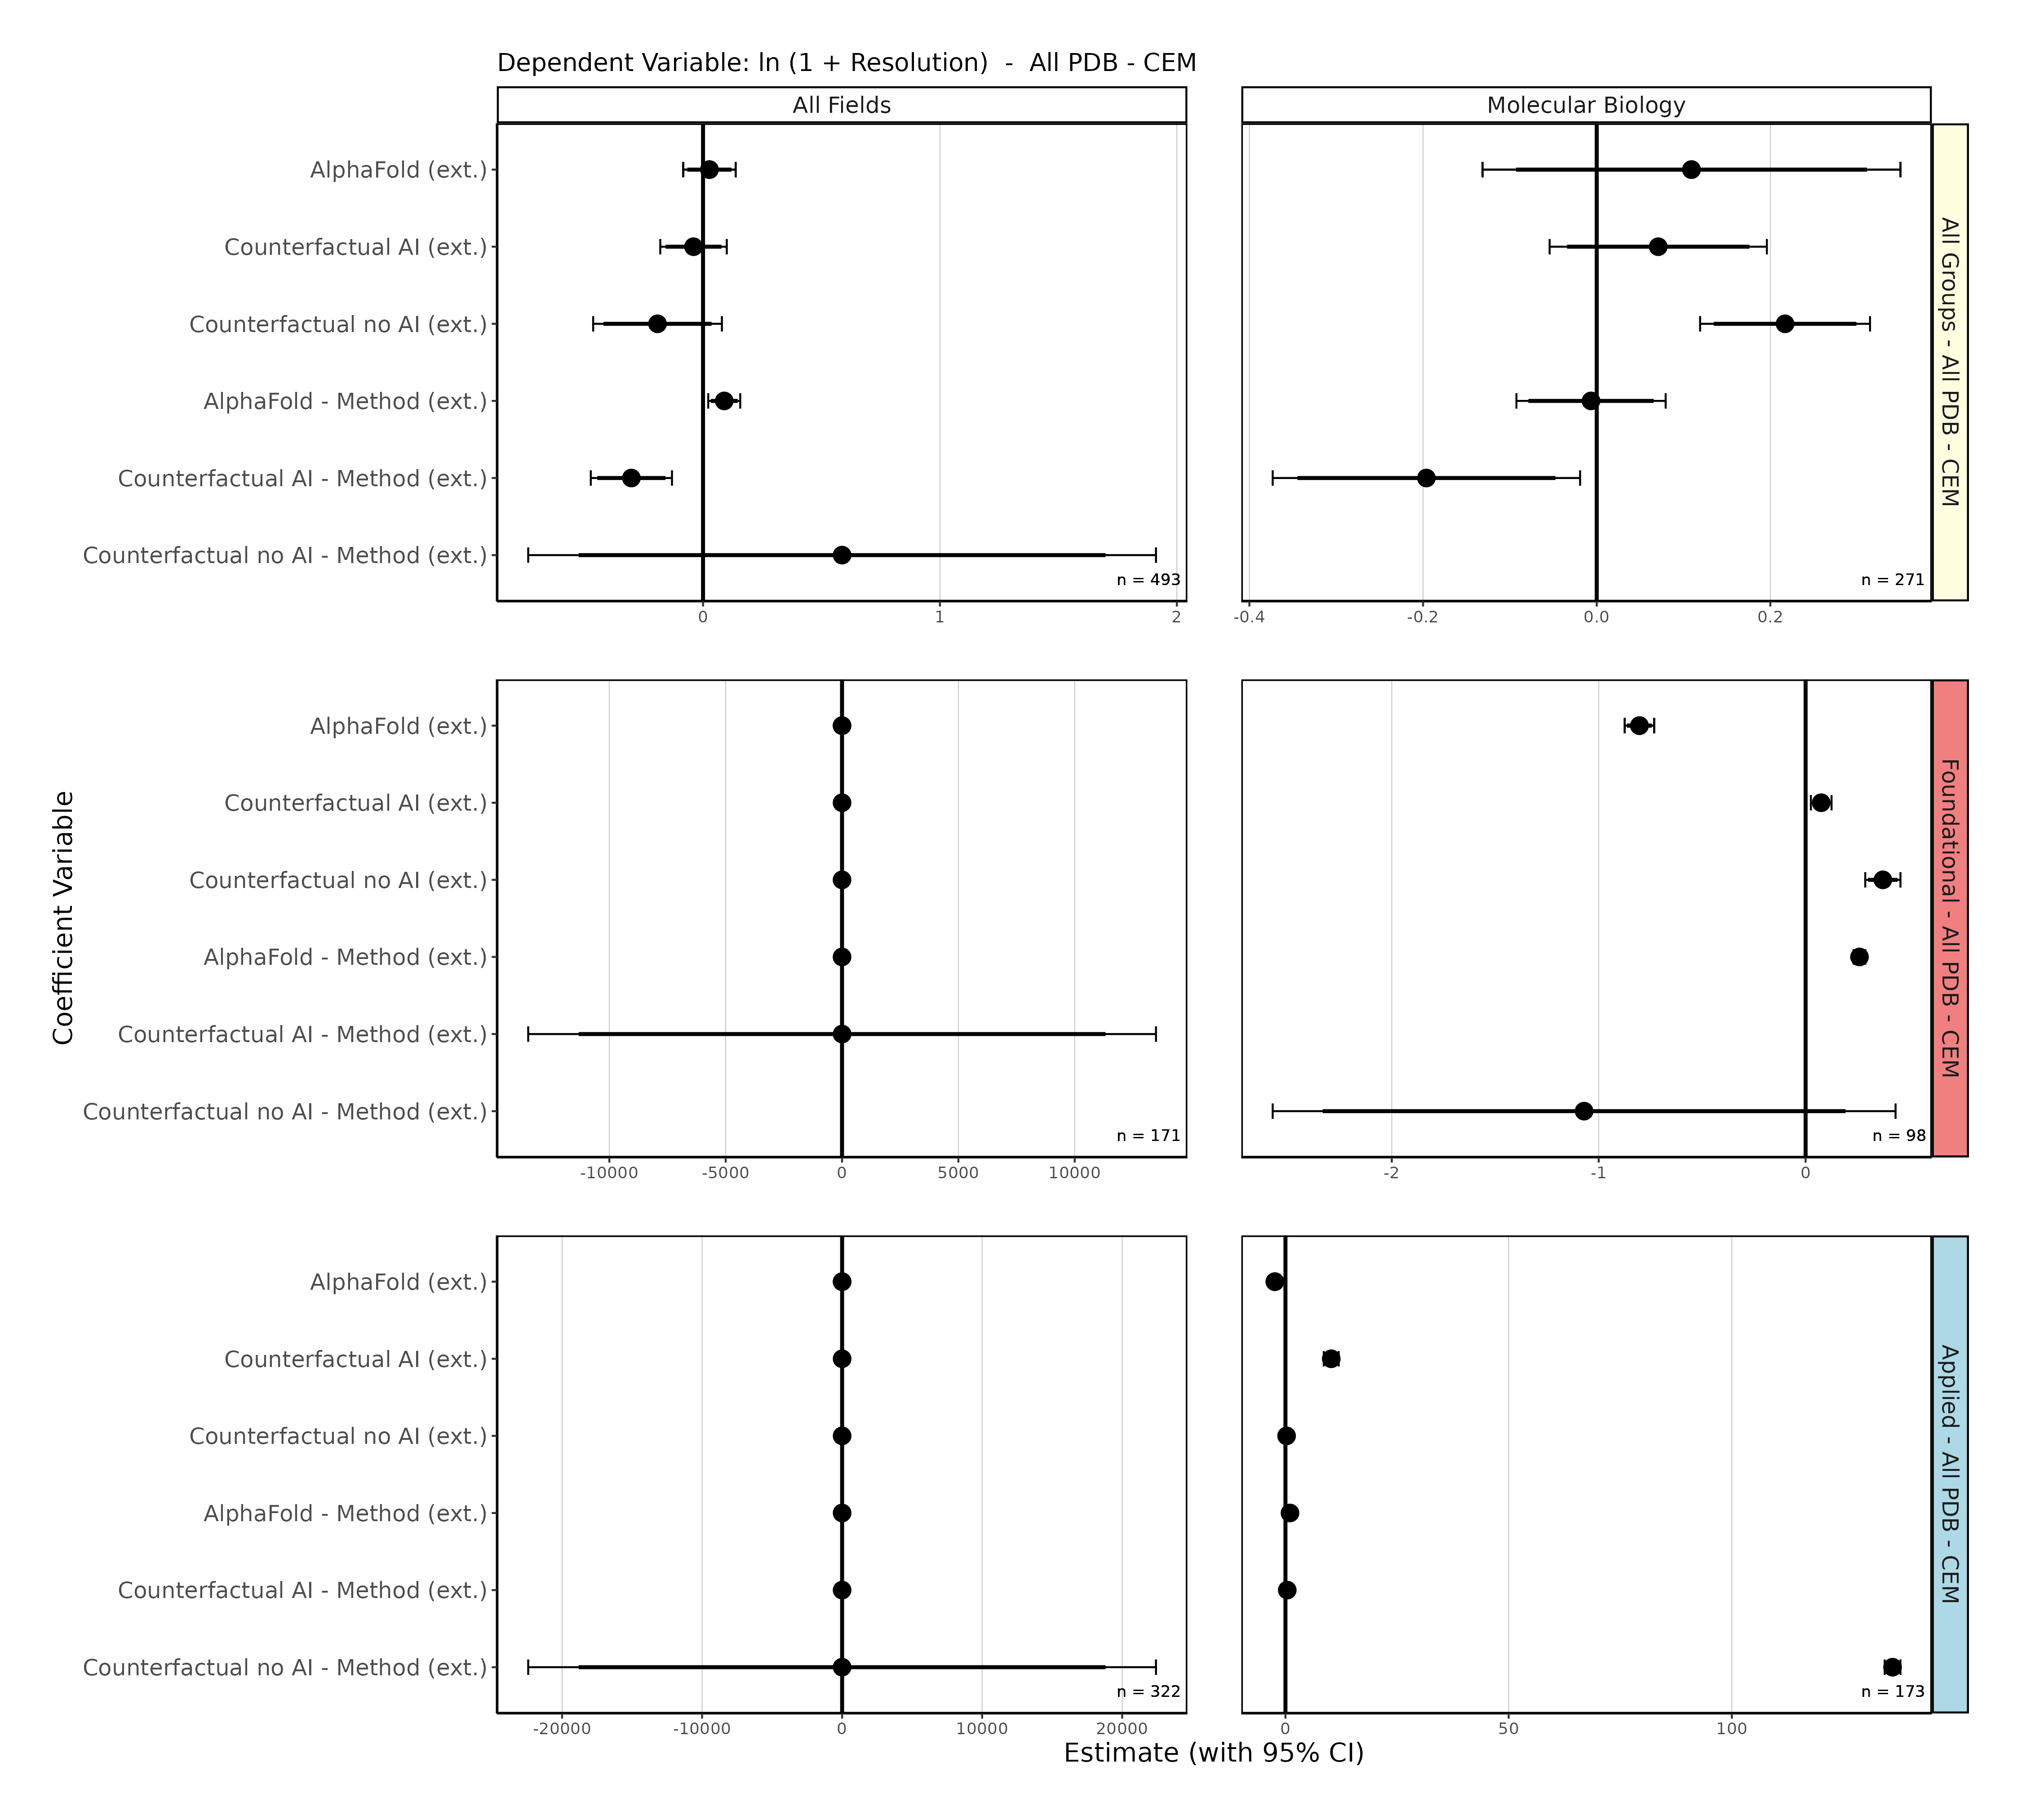 Dependent Variable: ln (1 + Resolution)  -  All PDB - CEM
All Fields
Molecular Biology
AlphaFold (ext.)
Counterfactual AI (ext.)
Counterfactual no AI (ext.)
AlphaFold - Method (ext.)
Counterfactual AI - Method (ext.)
Counterfactual no AI - Method (ext.)
n = 493
0 1 2
n = 271
-0.4 -0.2 0.0 0.2
All Groups - All PDB - CEM
AlphaFold (ext.)
Counterfactual AI (ext.)
Counterfactual no AI (ext.)
AlphaFold - Method (ext.)
Counterfactual AI - Method (ext.)
Counterfactual no AI - Method (ext.)
n = 171
-10000 -5000 0 5000 10000
n = 98
-2 -1 0
Foundational - All PDB - CEM
AlphaFold (ext.)
Counterfactual AI (ext.)
Counterfactual no AI (ext.)
AlphaFold - Method (ext.)
Counterfactual AI - Method (ext.)
Counterfactual no AI - Method (ext.)
n = 322
-20000 -10000 0 10000 20000
n = 173
0 50 100
Applied - All PDB - CEM
Coefficient Variable
Estimate (with 95% CI)